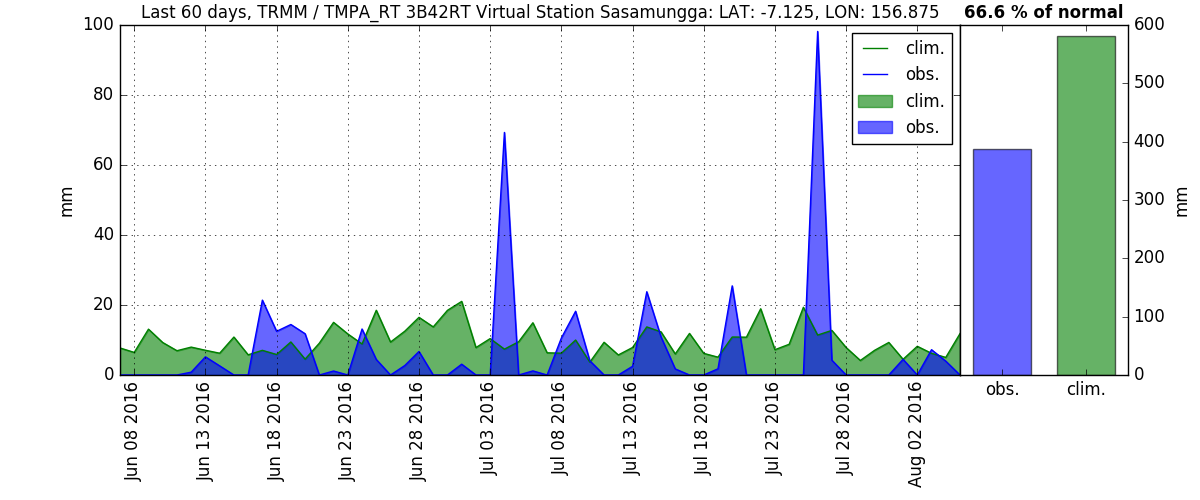 Last 60 days, TRMM / TMPA_RT 3B42RT Virtual Station Sasamungga: LAT: -7.125, LON: 156.875
66.6 % of normal
100
80
60
40
20
0
mm
clim.
obs.
clim.
obs.
600
500
400
300
200
100
0
mm
Jun 08 2016
Jun 13 2016
Jun 18 2016
Jun 23 2016
Jun 28 2016
Jul 03 2016
Jul 08 2016
Jul 13 2016
Jul 18 2016
Jul 23 2016
Jul 28 2016
Aug 02 2016
obs.
clim.